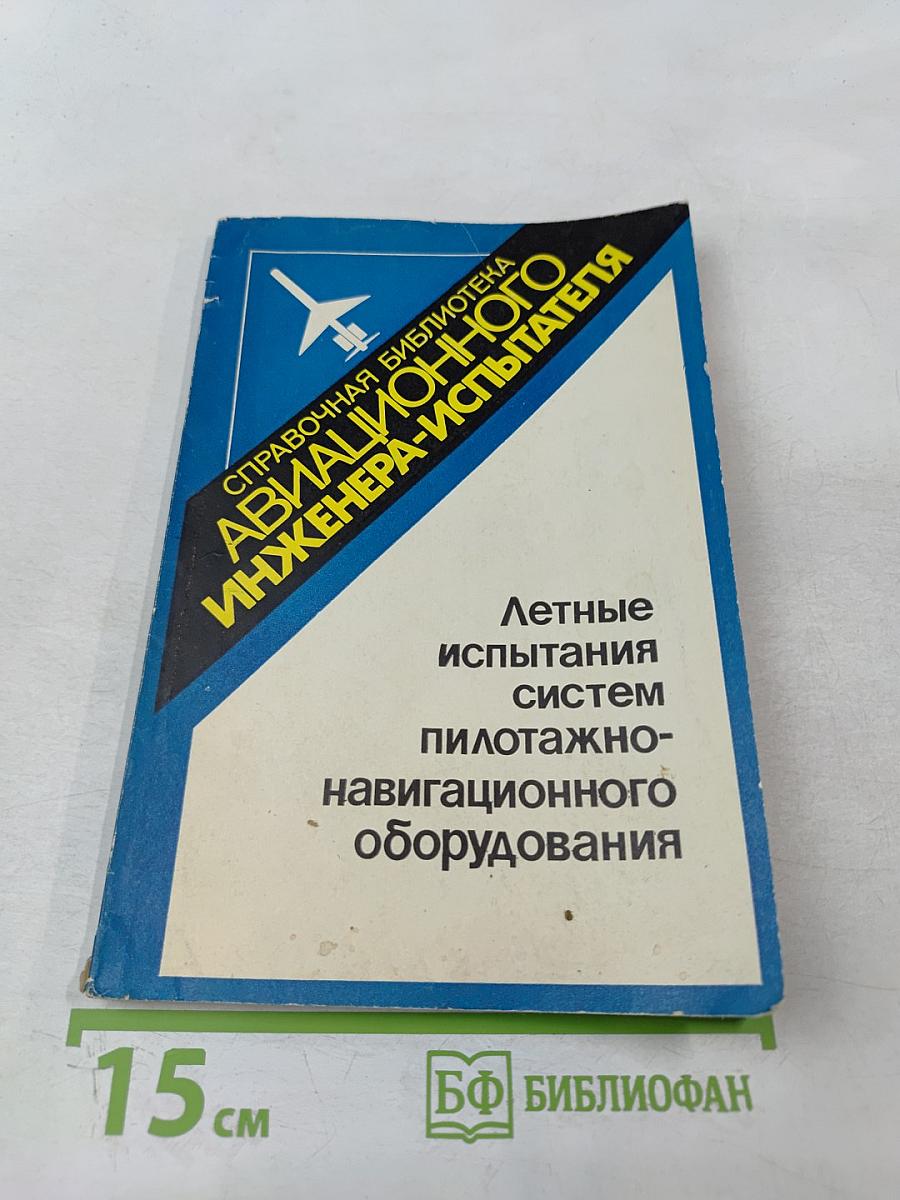 СПРАВОЧНАЯ БИБЛИОТЕКА
АВИАЦИОННОГО
ИНЖЕНЕРА-ИСПЫТАТЕЛЯ
Летные
испытания
систем
пилотажно-
навигационного
оборудования
15 см
БФ БИБЛИОФАН